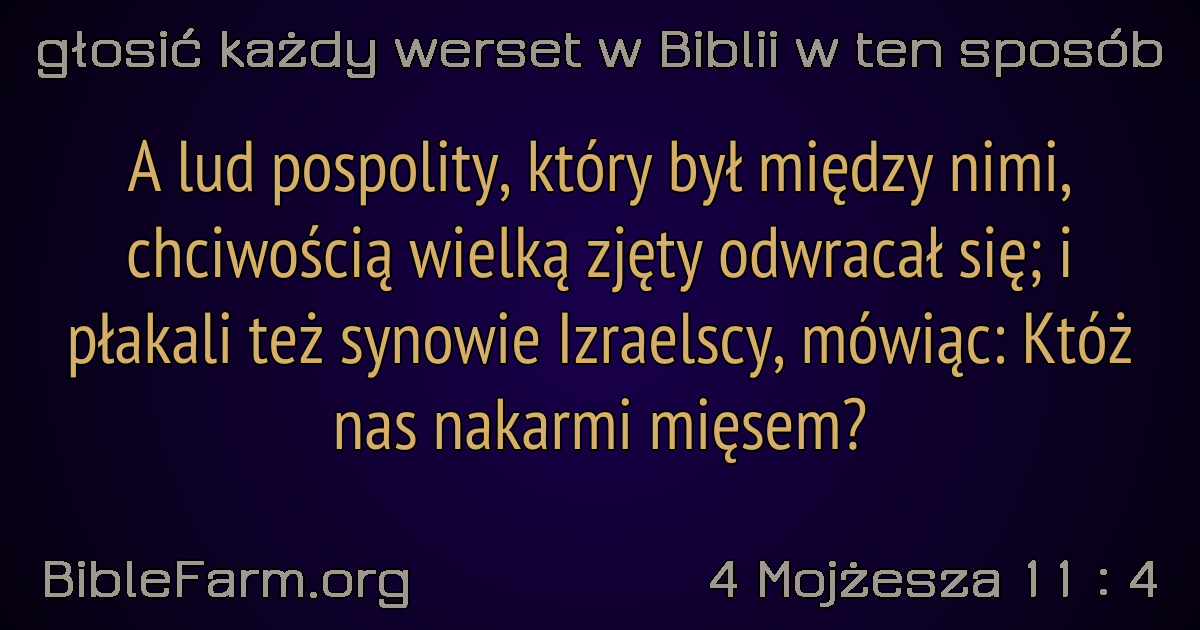 głosić każdy werset w Biblii w ten sposób
A lud pospolity, który był między nimi,
chciwością wielką zjęty odwracał się; i
płakali też synowie Izraelscy, mówiąc: Któż
nas nakarmi mięsem?
BibleFarm.org
4 Mojżesza 11 : 4